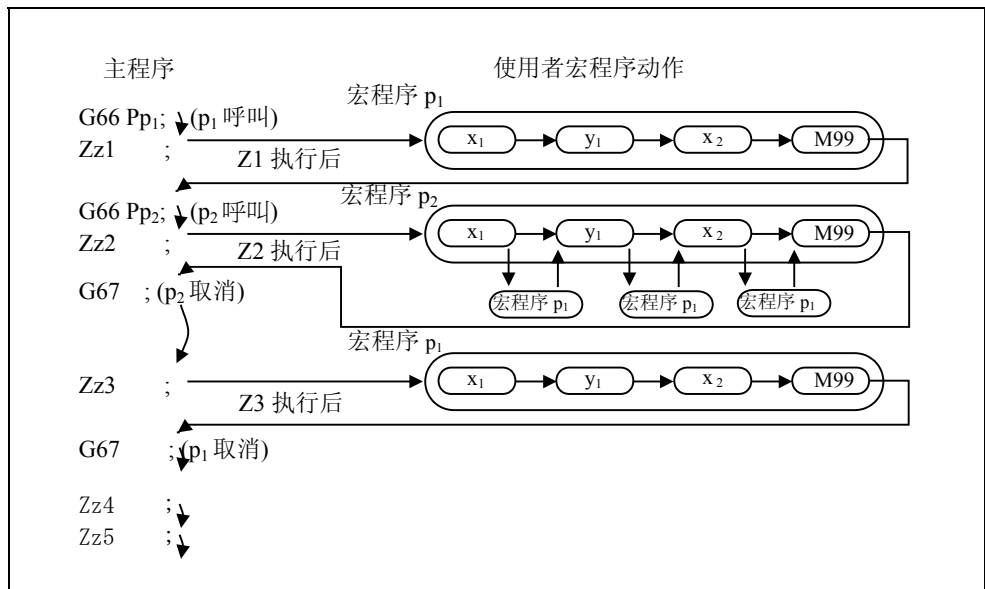 主程序 使用者宏程序动作
宏程序 p₁
G66 Pp₁; (p₁ 呼叫)
x₁ y₁ x₂ M99
Zz1 ;
Z1 执行后
宏程序 p₂
G66 Pp₂; (p₂ 呼叫)
x₁ y₁ x₂ M99
Zz2 ;
Z2 执行后
G67 ; (p₂ 取消)
宏程序 p₁ 宏程序 p₁ 宏程序 p₁
宏程序 p₁
Zz3 ;
x₁ y₁ x₂ M99
Z3 执行后
G67 ; (p₁ 取消)
Zz4 ;
Zz5 ;